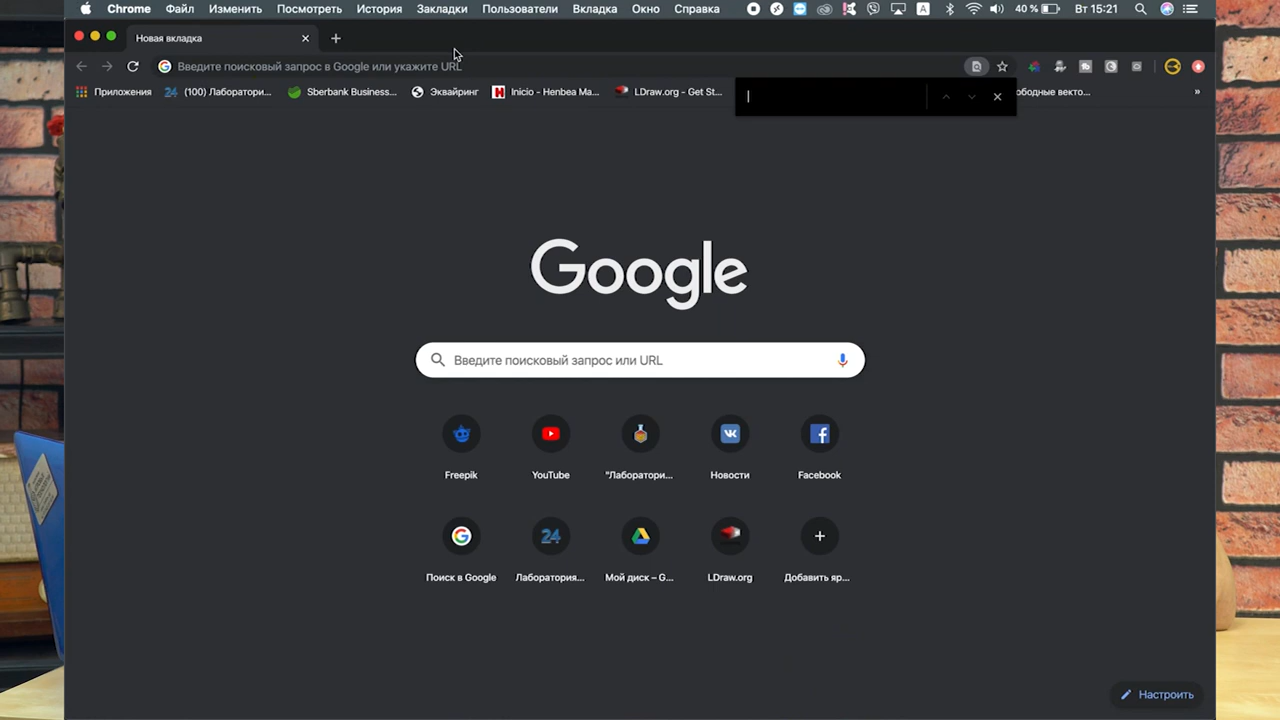 Chrome Файл Изменить Посмотреть История Закладки Пользователи Вкладка Окно Справка A 40 % Вт 15:21
Новая вкладка
Введите поисковый запрос в Google или укажите URL
Приложения (100) Лаборатори... Sberbank Business... Эквайринг Inicio - Henbea Ma... LDraw.org - Get St... ободные векто... »
Google
Введите поисковый запрос или URL
Freepik YouTube "Лаборатори... Новости Facebook
24
Поиск в Google Лаборатория... Мой диск – G... LDraw.org Добавить яр...
Настроить